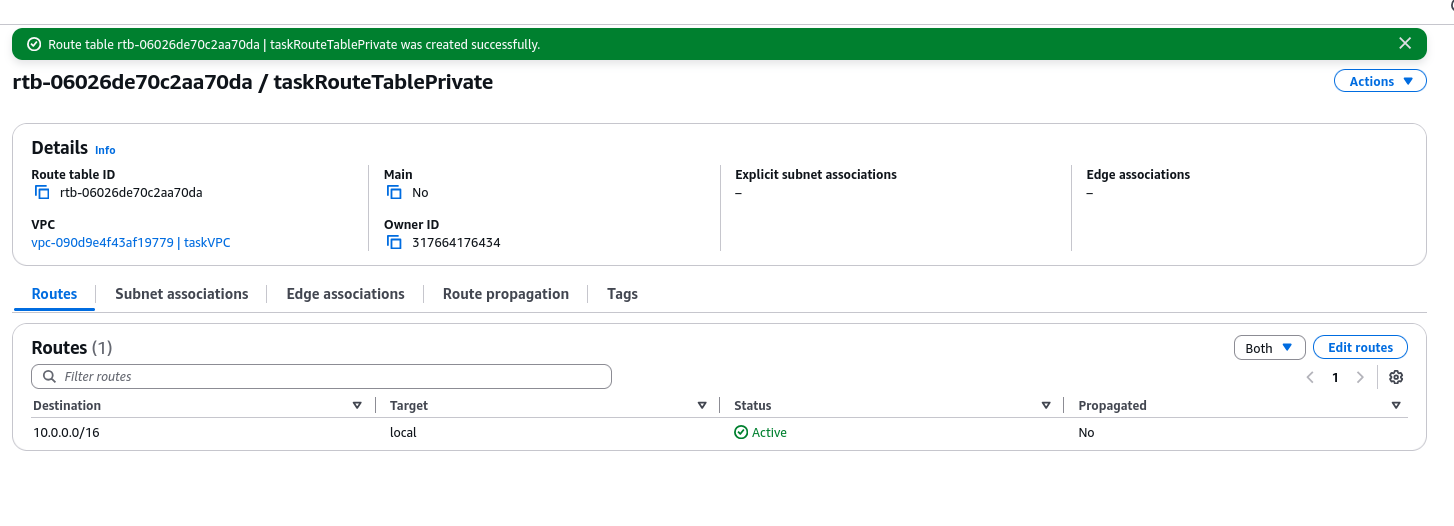 Route table rtb-06026de70c2aa70da | taskRouteTablePrivate was created successfully.
rtb-06026de70c2aa70da / taskRouteTablePrivate
Actions
Details Info
Route table ID
rtb-06026de70c2aa70da
Main
No
Explicit subnet associations
–
Edge associations
–
VPC
vpc-090d9e4f43af19779 | taskVPC
Owner ID
317664176434
Routes Subnet associations Edge associations Route propagation Tags
Routes (1)
Both
Edit routes
Filter routes
1
Destination Target Status Propagated
10.0.0.0/16 local Active No